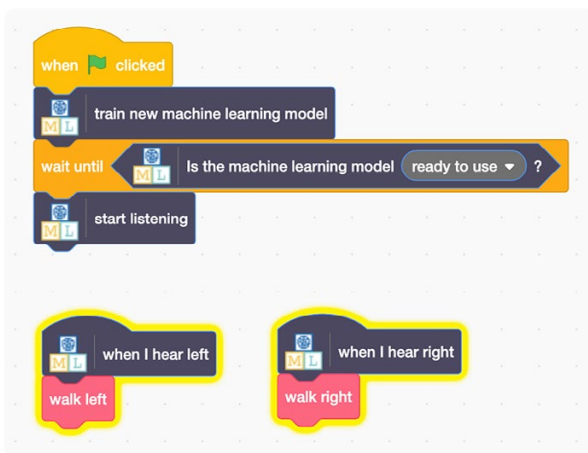 when clicked
ML train new machine learning model
wait until ML Is the machine learning model ready to use ?
ML start listening
ML when I hear left
walk left
ML when I hear right
walk right